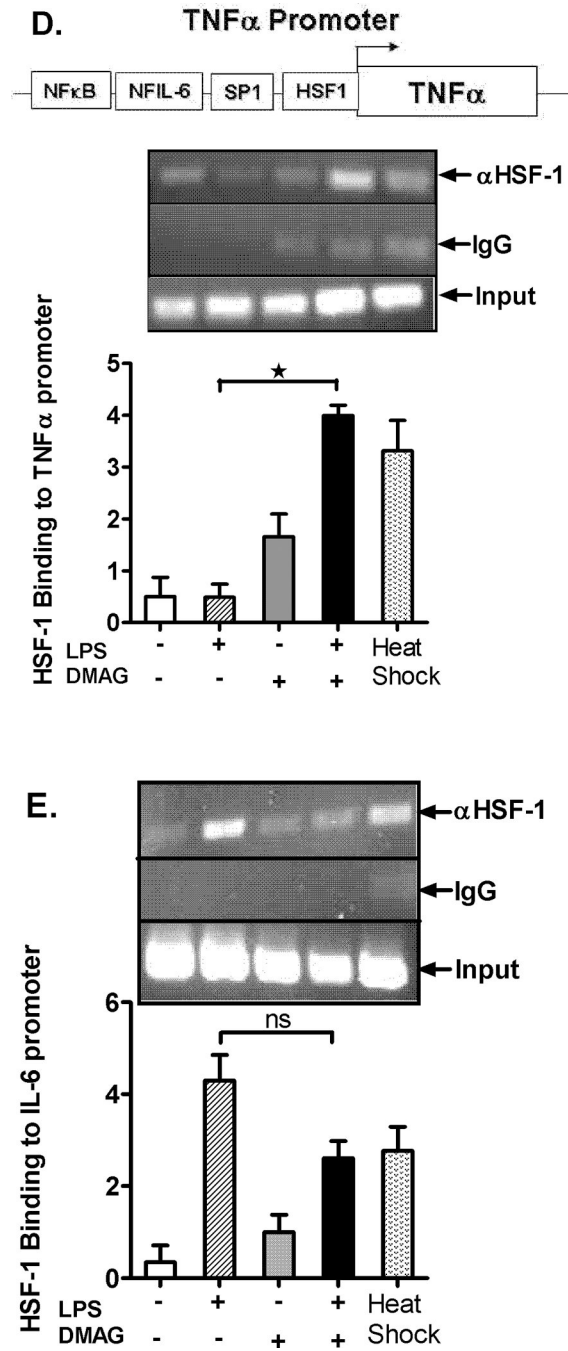 D. TNFα Promoter
NFκB NFIL-6 SP1 HSF1 TNFα
αHSF-1
IgG
Input
HSF-1 Binding to TNFα promoter
5
4
3
2
1
0
★
LPS - + - + Heat
DMAG - - + + Shock
E.
αHSF-1
IgG
Input
HSF-1 Binding to IL-6 promoter
6
4
2
0
ns
LPS - + - + Heat
DMAG - - + + Shock